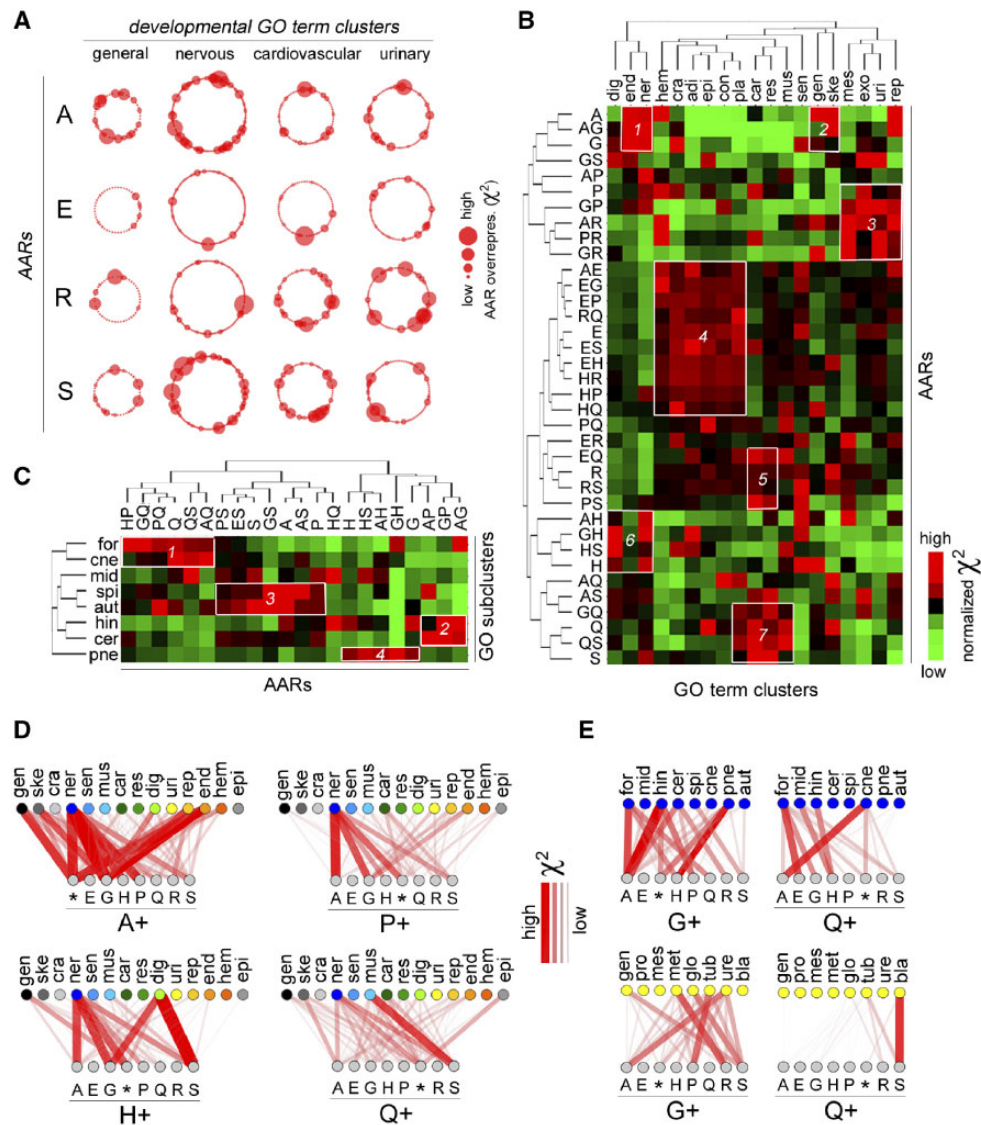 A
developmental GO term clusters
general nervous cardiovascular urinary
AARs
A
E
R
S
low high
AAR overrepres. (χ2)
B
dig end ner hem cra adi epi con pla car res mus sen gen ske mes exo uri rep
A
AG
G
GS
AP
P
GP
AR
PR
GR
AE
EG
EP
RQ
E
ES
EH
HR
HP
HQ
PQ
ER
EQ
R
RS
PS
AH
GH
HS
H
AQ
AS
GQ
Q
QS
S
1
2
3
4
5
6
7
AARs
GO term clusters
high
low
normalized χ2
C
HP GQ PQ Q QS AQ PS ES S GS A AS P HQ H HS AH GH G AP GP AG
for
cne
mid
spi
aut
hin
cer
pne
1
3
2
4
GO subclusters
AARs
D
gen ske cra ner sen mus car res dig uri rep end hem epi
* E G H P Q R S
A+
gen ske cra ner sen mus car res dig uri rep end hem epi
A E G H * Q R S
P+
gen ske cra ner sen mus car res dig uri rep end hem epi
A E G * P Q R S
H+
gen ske cra ner sen mus car res dig uri rep end hem epi
A E G H P * R S
Q+
high low
χ2
E
for mid hin cer spi cne pne aut
A E * H P Q R S
G+
for mid hin cer spi cne pne aut
A E G H P * R S
Q+
gen pro mes met glo tub ure bla
A E * H P Q R S
G+
gen pro mes met glo tub ure bla
A E G H P * R S
Q+